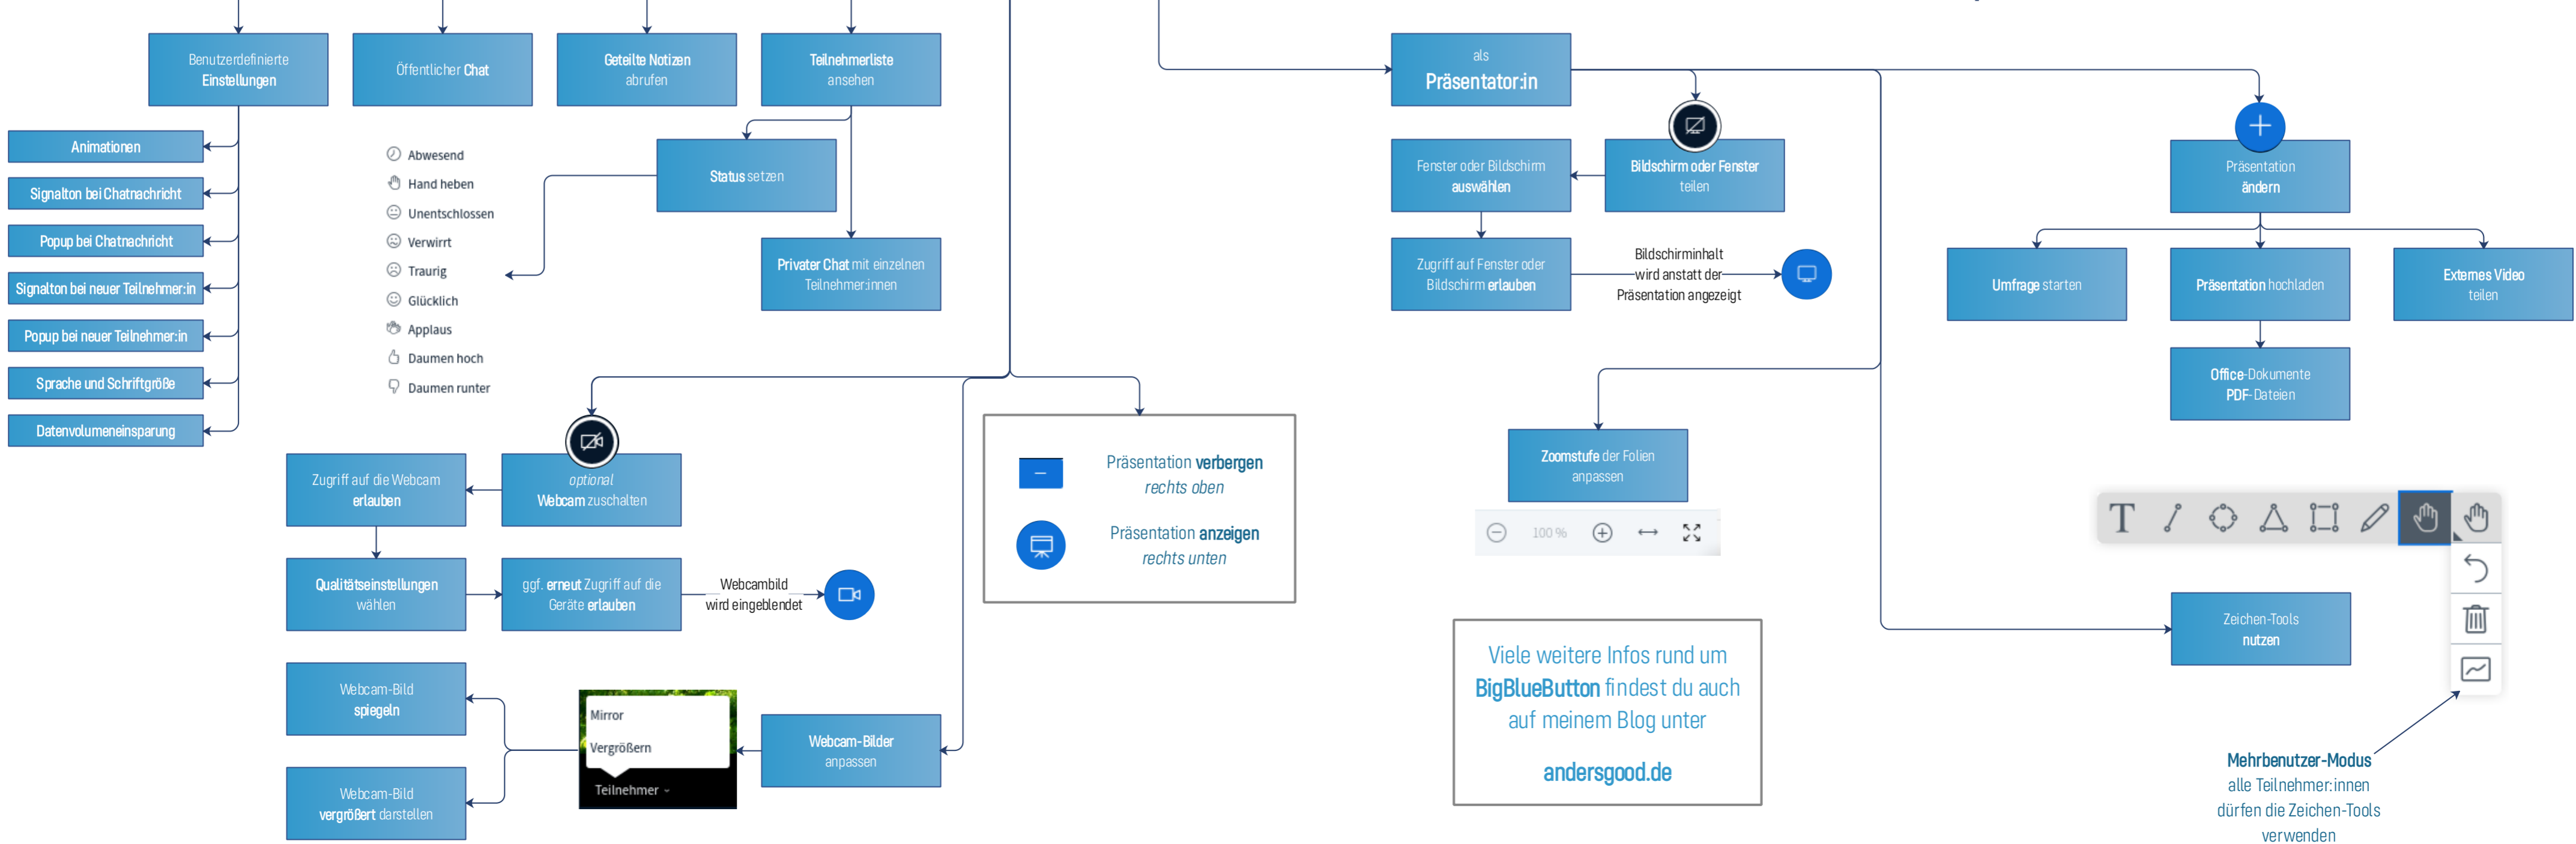 Benutzerdefinierte
Einstellungen
Öffentlicher Chat
Geteilte Notizen
abrufen
Teilnehmerliste
ansehen
Animationen
Signalton bei Chatnachricht
Popup bei Chatnachricht
Signalton bei neuer Teilnehmer:in
Popup bei neuer Teilnehmer:in
Sprache und Schriftgröße
Datenvolumeneinsparung
Abwesend
Hand heben
Unentschlossen
Verwirrt
Traurig
Glücklich
Applaus
Daumen hoch
Daumen runter
Status setzen
Privater Chat mit einzelnen
Teilnehmer:innen
optional
Webcam zuschalten
Zugriff auf die Webcam
erlauben
Qualitätseinstellungen
wählen
ggf. erneut Zugriff auf die
Geräte erlauben
Webcambild
wird eingeblendet
Präsentation verbergen
rechts oben
Präsentation anzeigen
rechts unten
Webcam-Bilder
anpassen
Mirror
Vergrößern
Teilnehmer
Webcam-Bild
spiegeln
Webcam-Bild
vergrößert darstellen
als
Präsentator:in
Bildschirm oder Fenster
teilen
Fenster oder Bildschirm
auswählen
Zugriff auf Fenster oder
Bildschirm erlauben
Bildschirminhalt
wird anstatt der
Präsentation angezeigt
Zoomstufe der Folien
anpassen
100 %
Präsentation
ändern
Umfrage starten
Präsentation hochladen
Externes Video
teilen
Office-Dokumente
PDF-Dateien
T
Zeichen-Tools
nutzen
Mehrbenutzer-Modus
alle Teilnehmer:innen
dürfen die Zeichen-Tools
verwenden
Viele weitere Infos rund um
BigBlueButton findest du auch
auf meinem Blog unter
andersgood.de